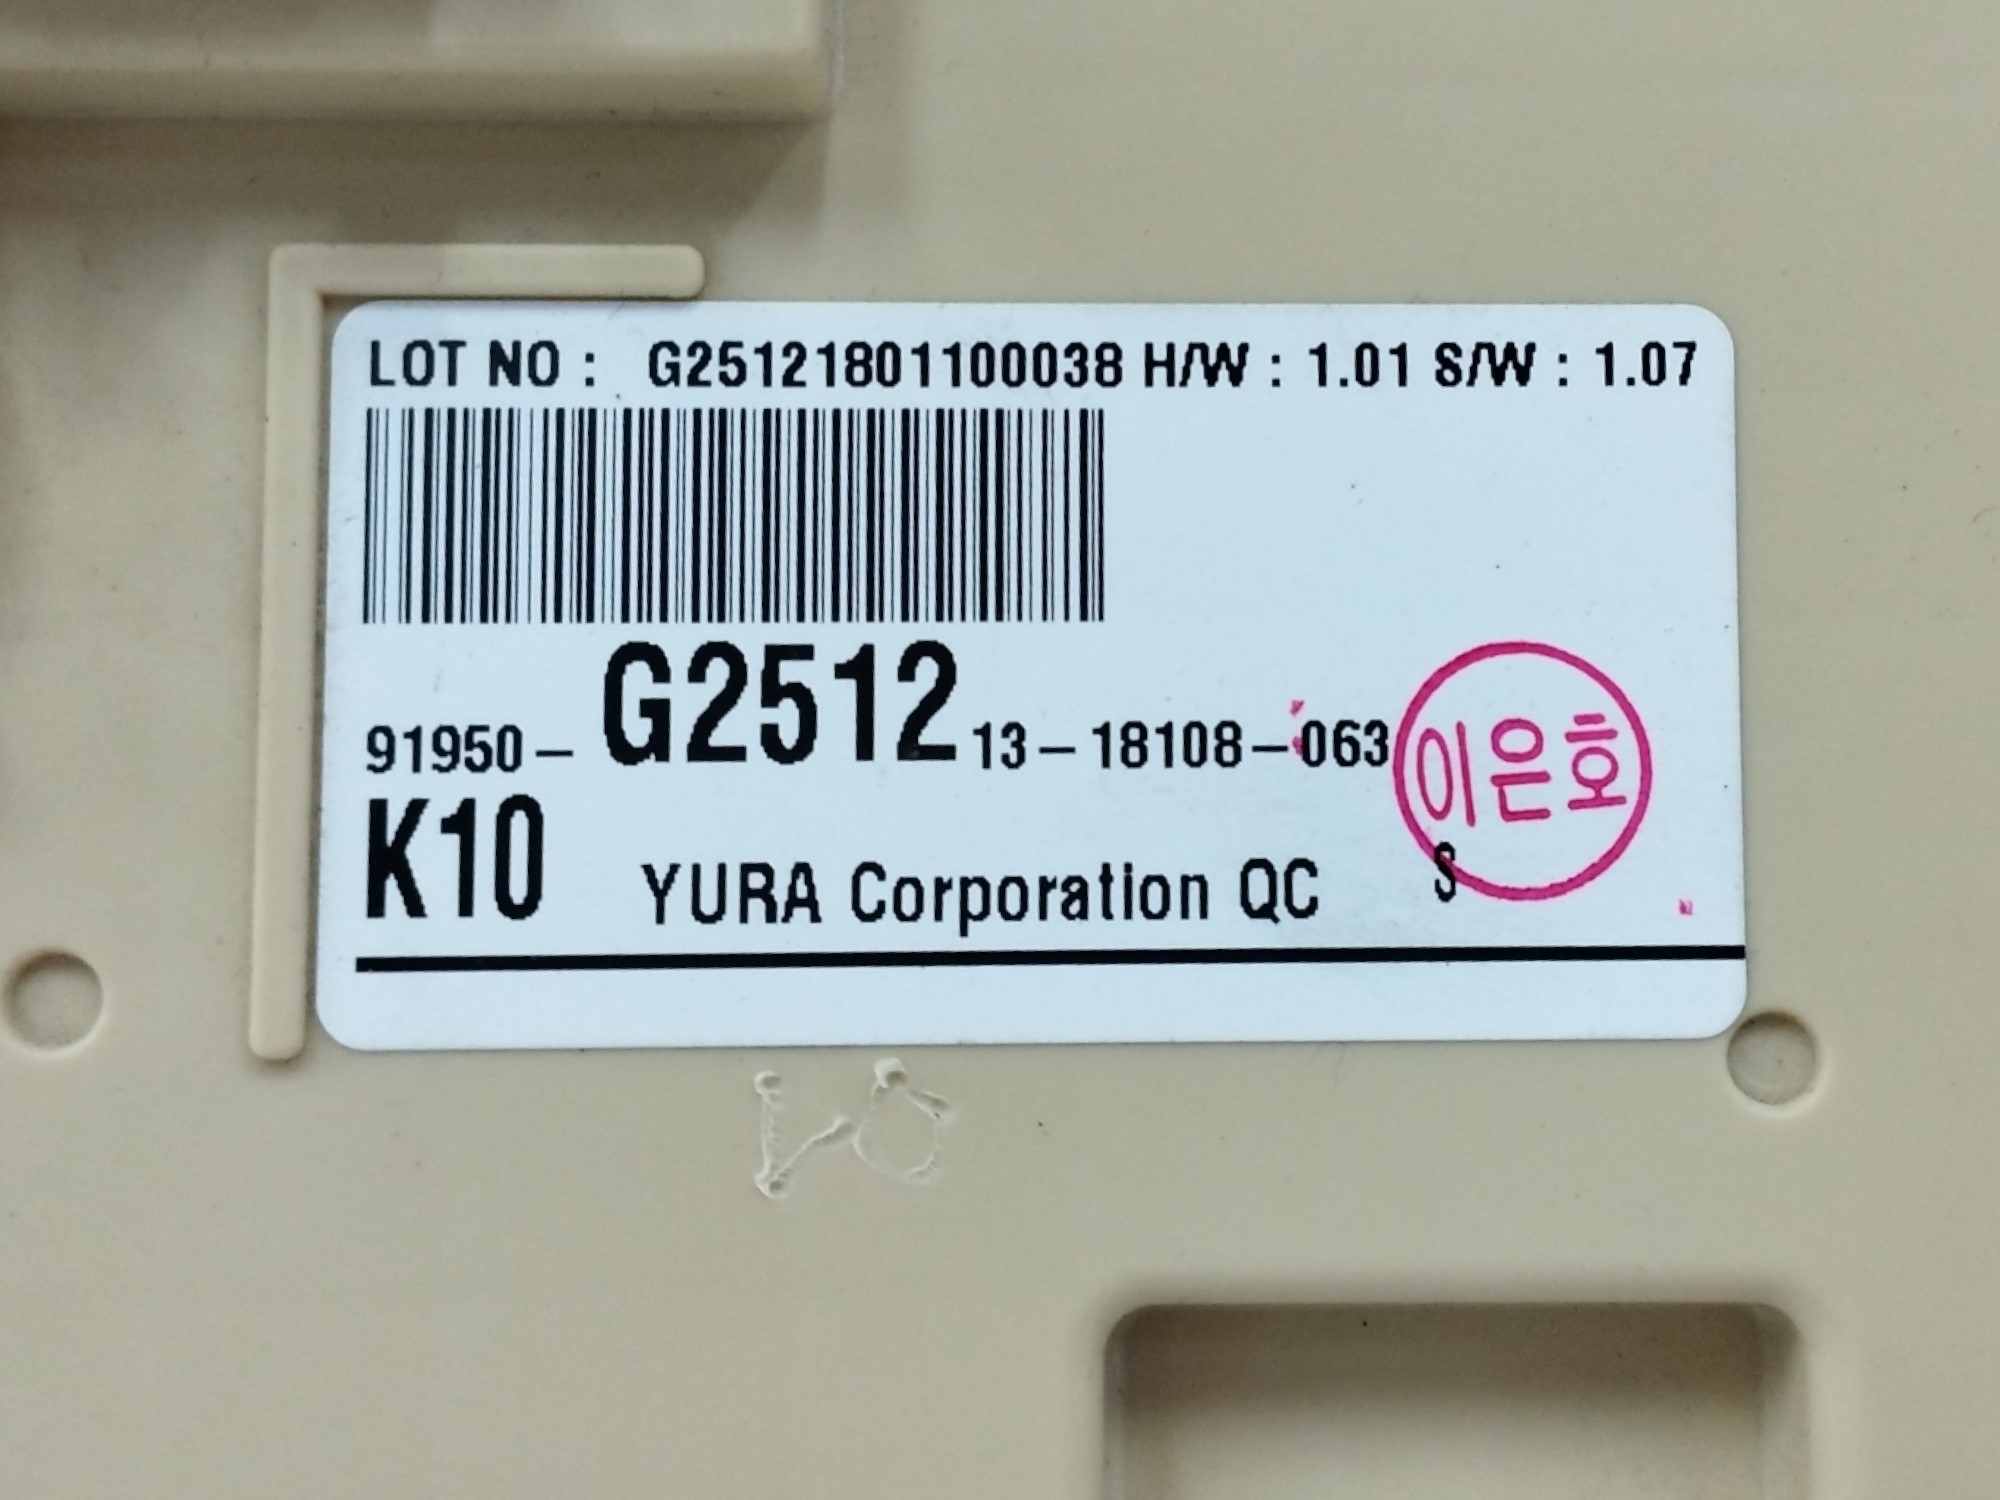 LOT NO : G25121801100038 H/W : 1.01 S/W : 1.07
91950- G2512 13-18108-063
이은호
K10 YURA Corporation QC S